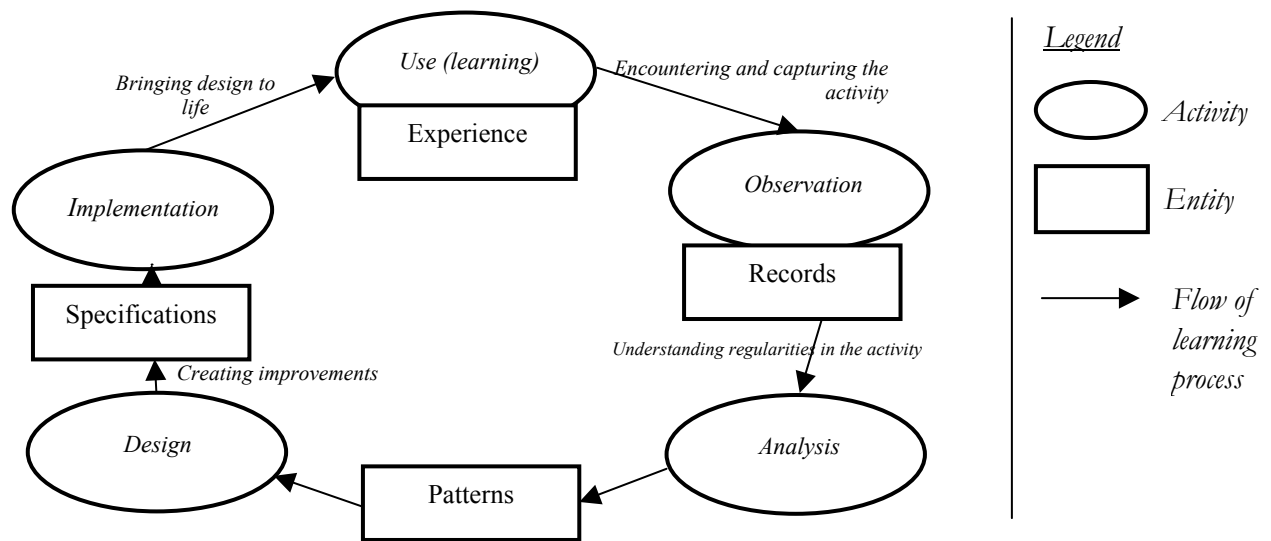 Use (learning)
Experience
Encountering and capturing the
activity
Bringing design to
life
Observation
Records
Implementation
Specifications
Understanding regularities in the activity
Creating improvements
Design
Patterns
Analysis
Legend
Activity
Entity
Flow of
learning
process